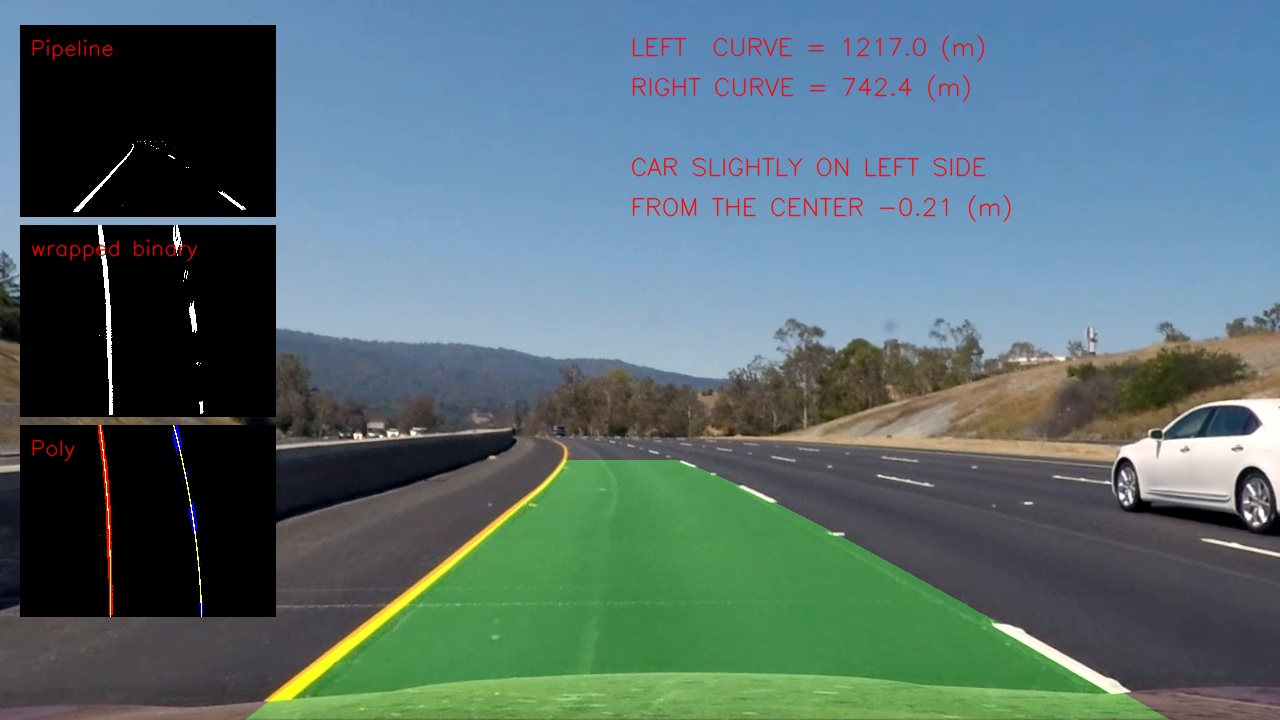 Pipeline
wrapped binary
Poly
LEFT CURVE = 1217.0 (m)
RIGHT CURVE = 742.4 (m)
CAR SLIGHTLY ON LEFT SIDE
FROM THE CENTER -0.21 (m)